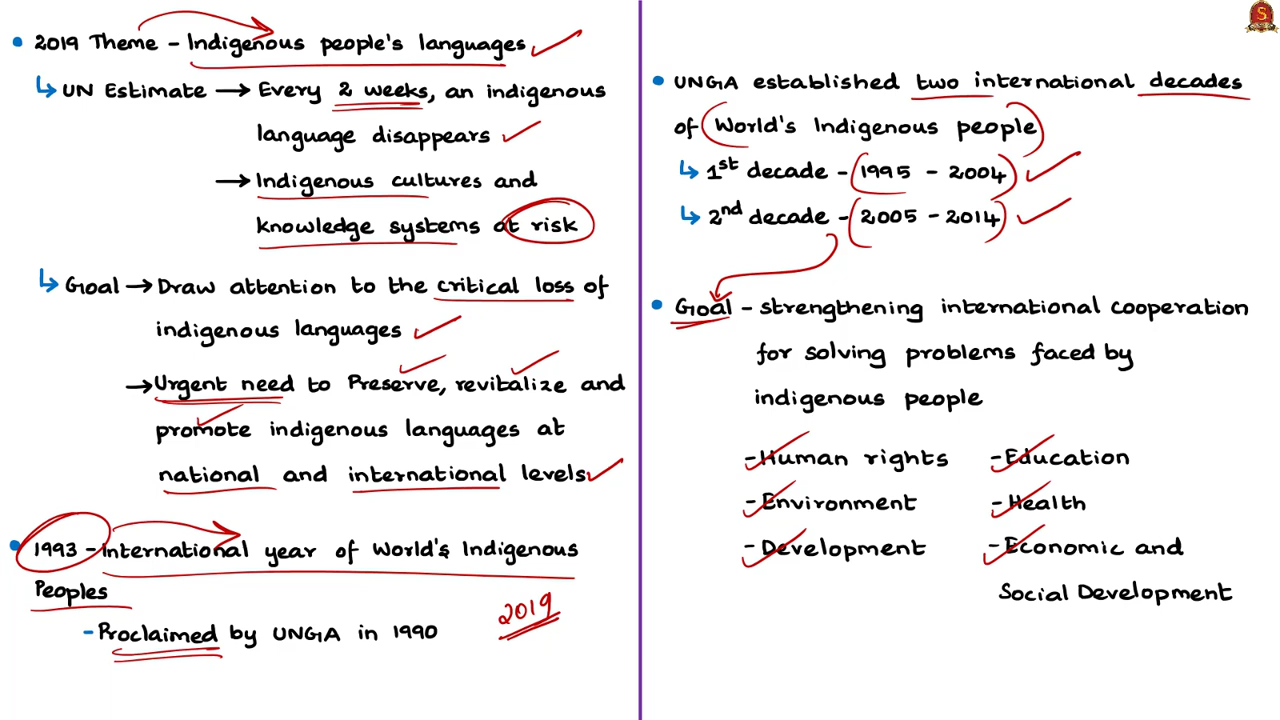 2019 Theme - Indigenous people's languages
UN Estimate → Every 2 weeks, an indigenous
language disappears
→ Indigenous cultures and
knowledge systems at risk
Goal → Draw attention to the critical loss of
indigenous languages
→ Urgent need to Preserve, revitalize and
promote indigenous languages at
national and international levels
1993 - International year of World's Indigenous
Peoples
- Proclaimed by UNGA in 1990
2019
S
UNGA established two international decades
of World's Indigenous people
1st decade - 1995 - 2004
2nd decade - 2005 - 2014
Goal - strengthening international cooperation
for solving problems faced by
indigenous people
- Human rights - Education
- Environment - Health
- Development - Economic and
Social Development